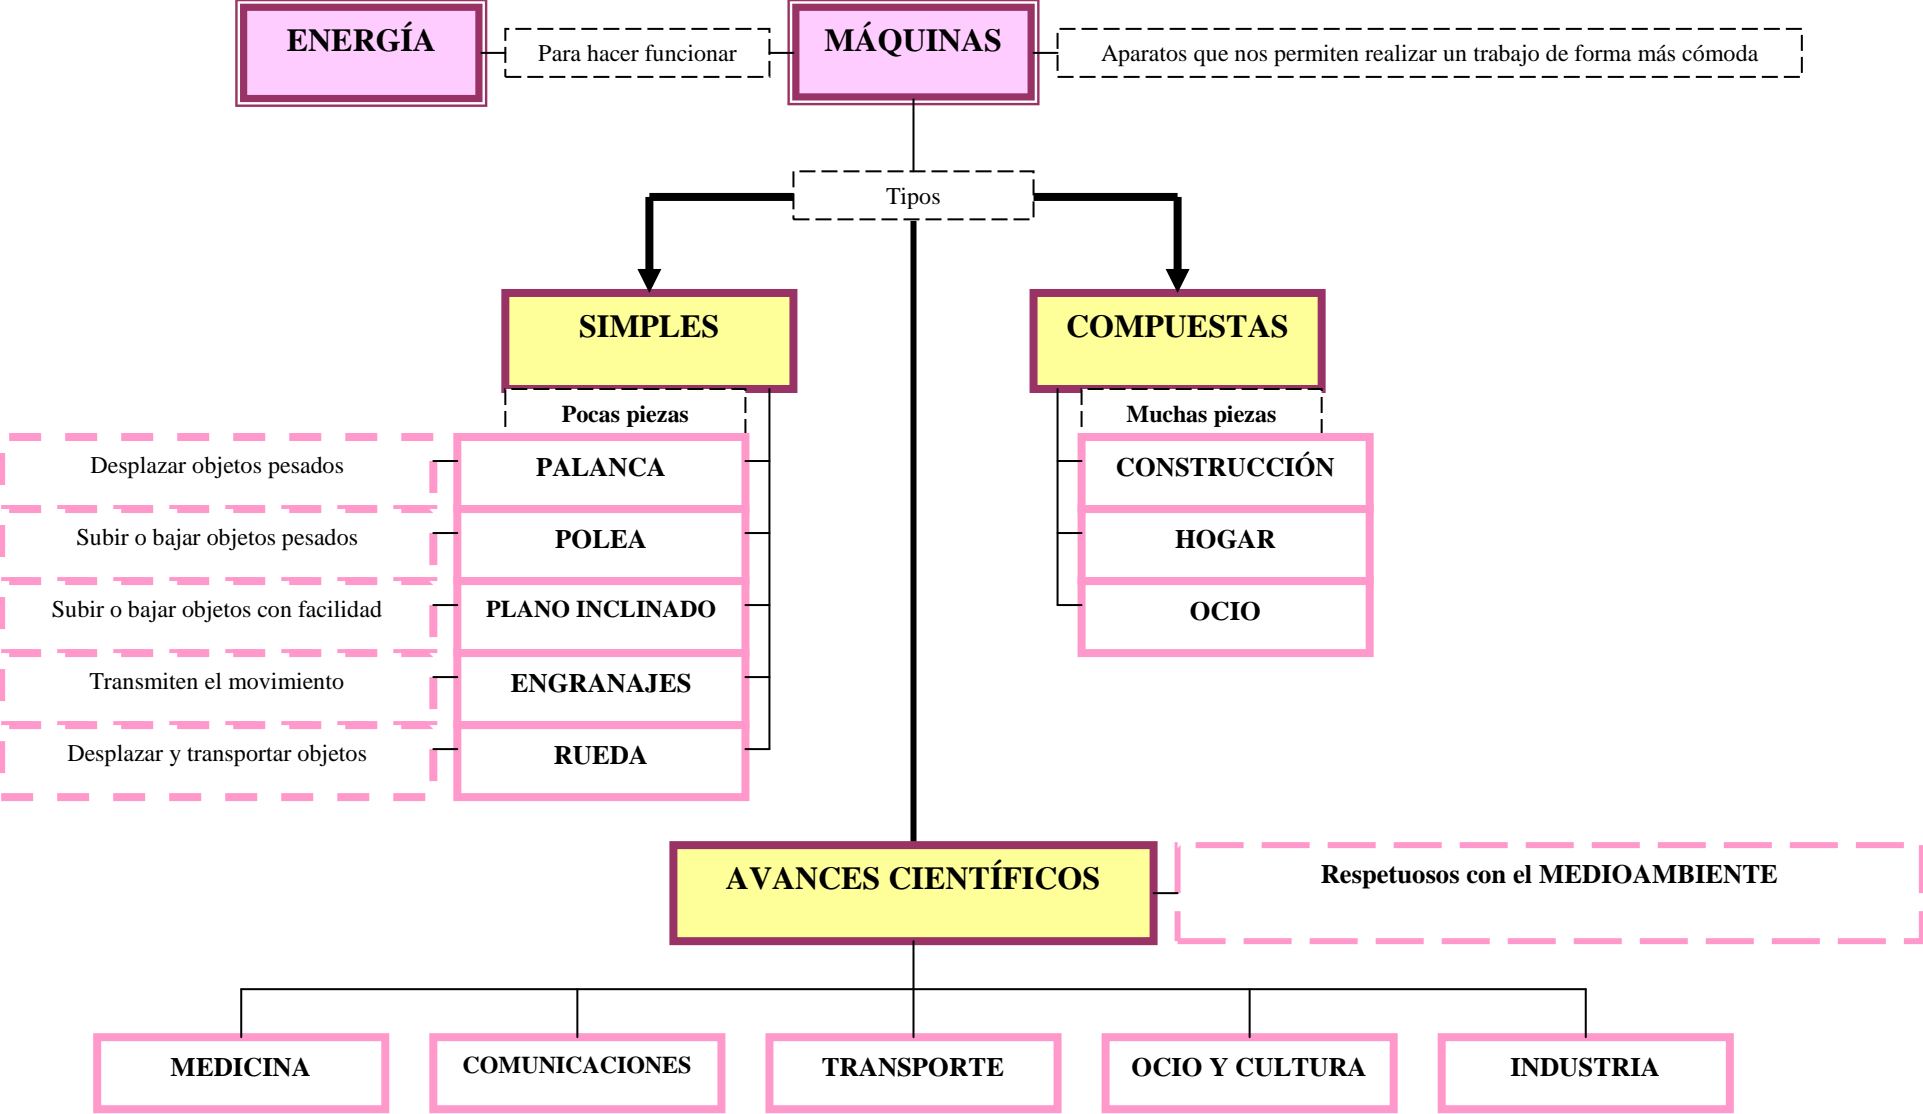 ENERGÍA
Para hacer funcionar
MÁQUINAS
Aparatos que nos permiten realizar un trabajo de forma más cómoda
Tipos
SIMPLES
COMPUESTAS
Pocas piezas
Muchas piezas
Desplazar objetos pesados
PALANCA
CONSTRUCCIÓN
Subir o bajar objetos pesados
POLEA
HOGAR
Subir o bajar objetos con facilidad
PLANO INCLINADO
OCIO
Transmiten el movimiento
ENGRANAJES
Desplazar y transportar objetos
RUEDA
AVANCES CIENTÍFICOS
Respetuosos con el MEDIOAMBIENTE
MEDICINA
COMUNICACIONES
TRANSPORTE
OCIO Y CULTURA
INDUSTRIA